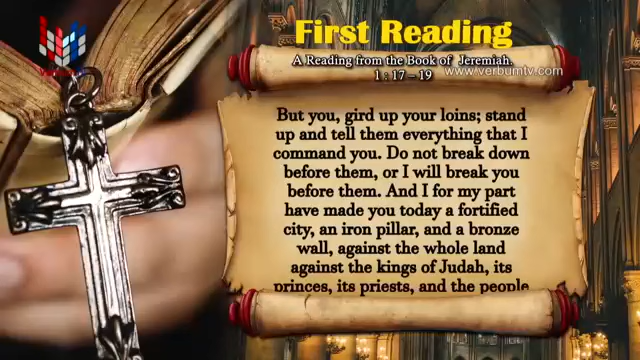 First Reading
A Reading from the Book of Jeremiah.
1 : 17 – 19
www.verbumtv.com
But you, gird up your loins; stand
up and tell them everything that I
command you. Do not break down
before them, or I will break you
before them. And I for my part
have made you today a fortified
city, an iron pillar, and a bronze
wall, against the whole land
against the kings of Judah, its
princes, its priests, and the people